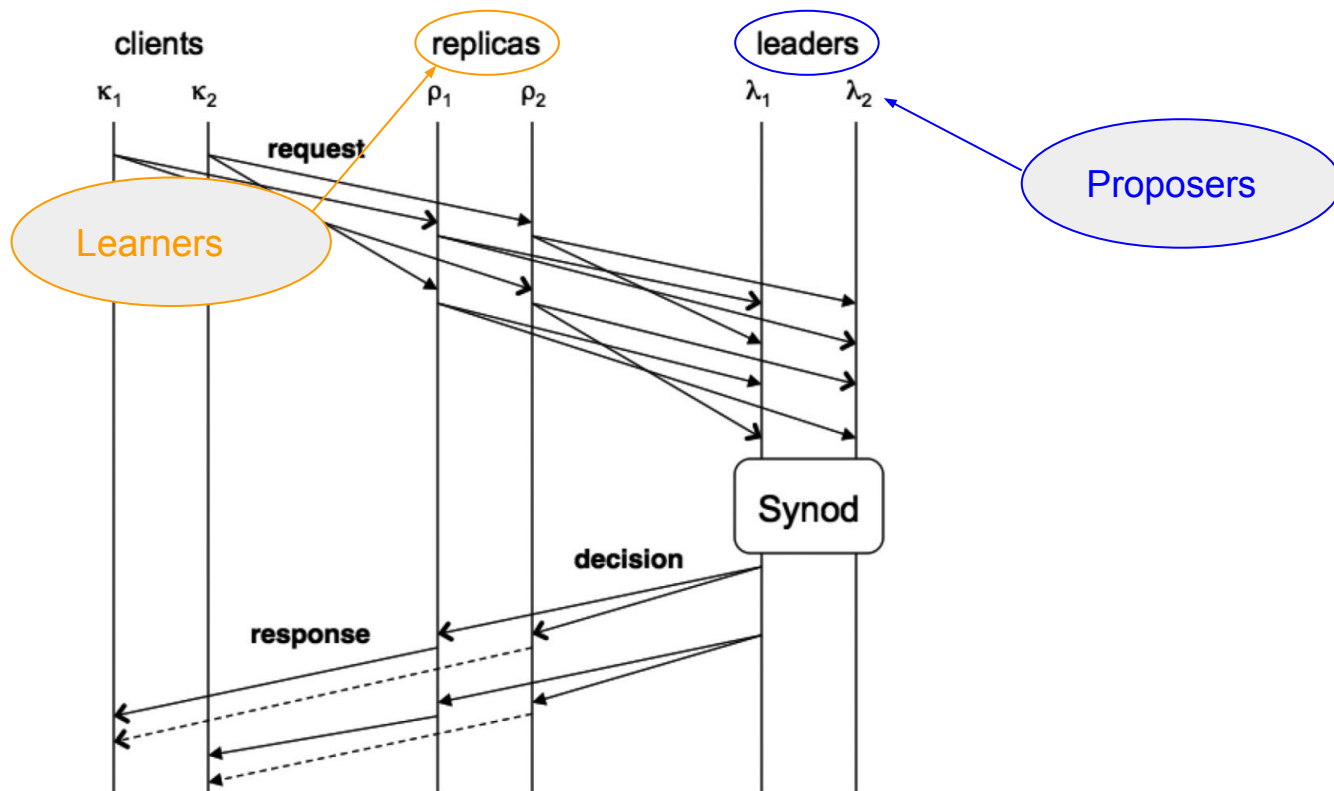 clients replicas leaders
κ1 κ2 ρ1 ρ2 λ1 λ2
request
Proposers
Learners
Synod
decision
response